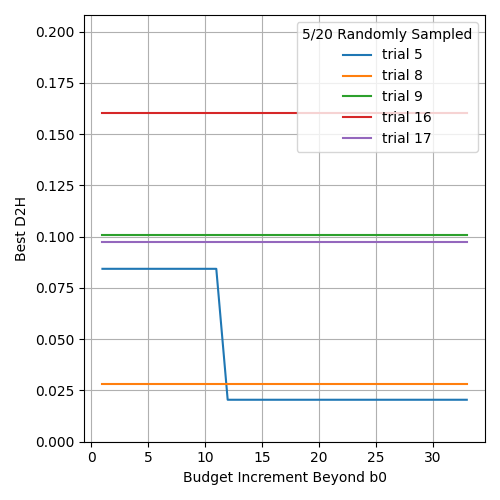 5/20 Randomly Sampled
trial 5
trial 8
trial 9
trial 16
trial 17
Best D2H
0.200
0.175
0.150
0.125
0.100
0.075
0.050
0.025
0.000
0 5 10 15 20 25 30
Budget Increment Beyond b0